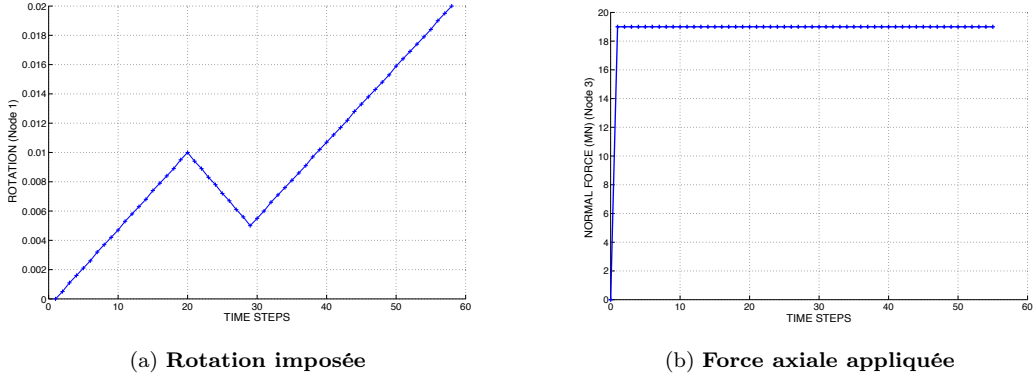 0.02
0.018
0.016
0.014
0.012
0.010
0.008
0.006
0.004
0.002
0
ROTATION (Node 1)
0 10 20 30 40 50 60
TIME STEPS
(a) Rotation imposée
20
18
16
14
12
10
8
6
4
2
0
NORMAL FORCE (MN) (Node 3)
0 10 20 30 40 50 60
TIME STEPS
(b) Force axiale appliquée